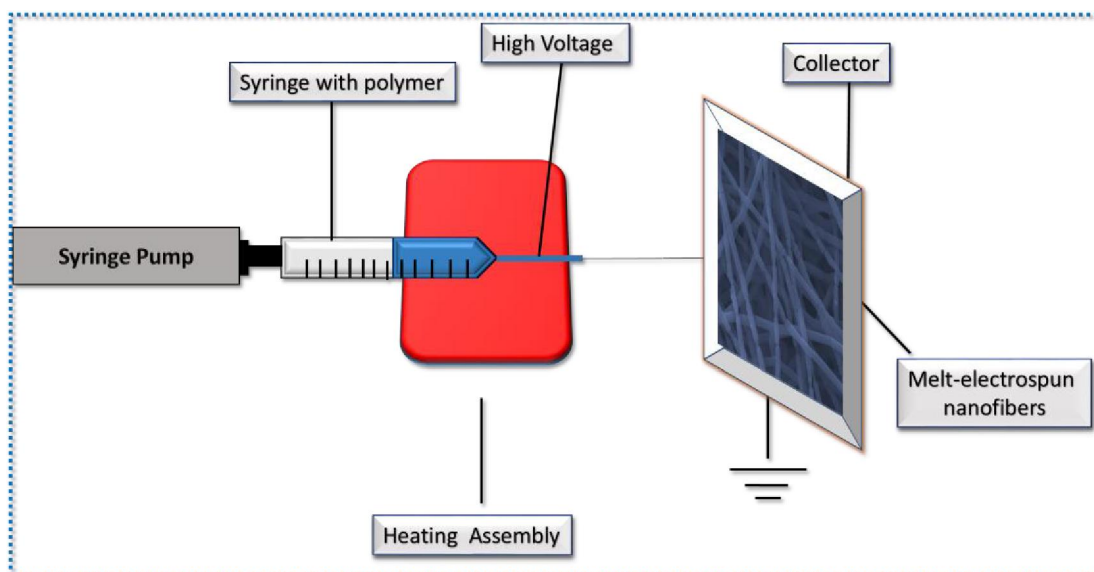 High Voltage
Collector
Syringe with polymer
Syringe Pump
Melt-electrospun
nanofibers
Heating Assembly